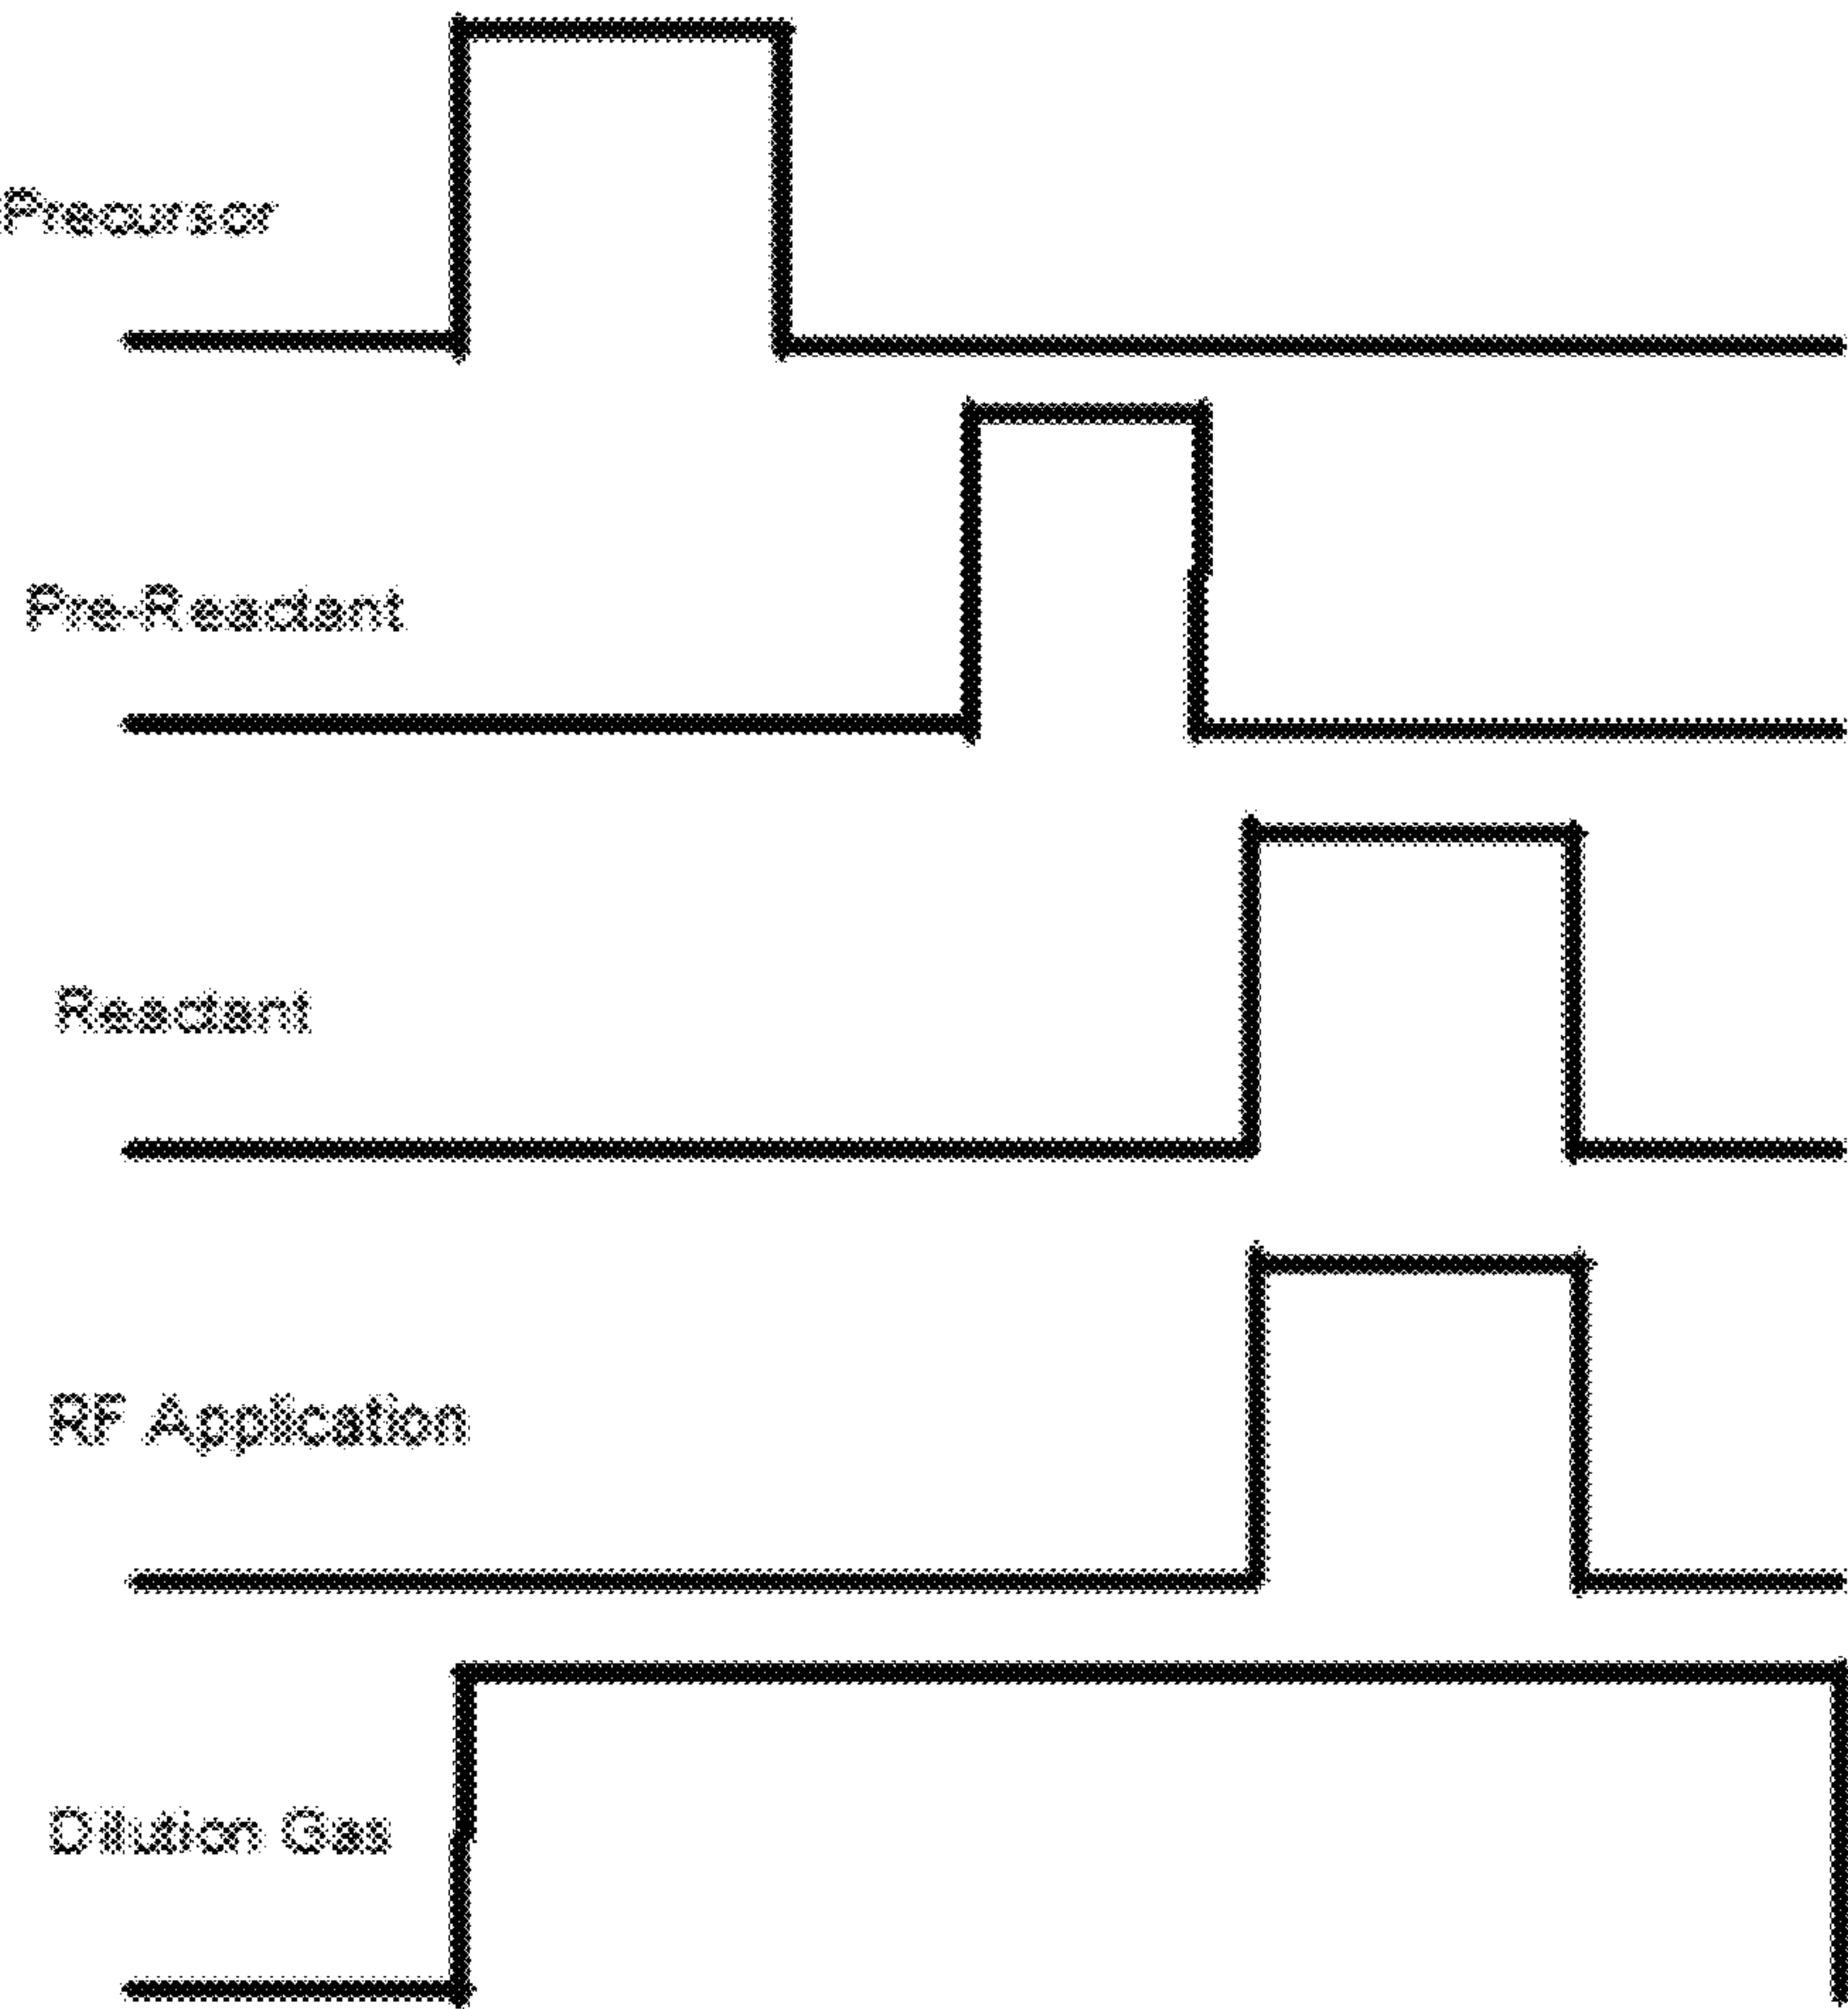 Precursor
Pre-Reactant
Reactant
RF Application
Dilution Gas